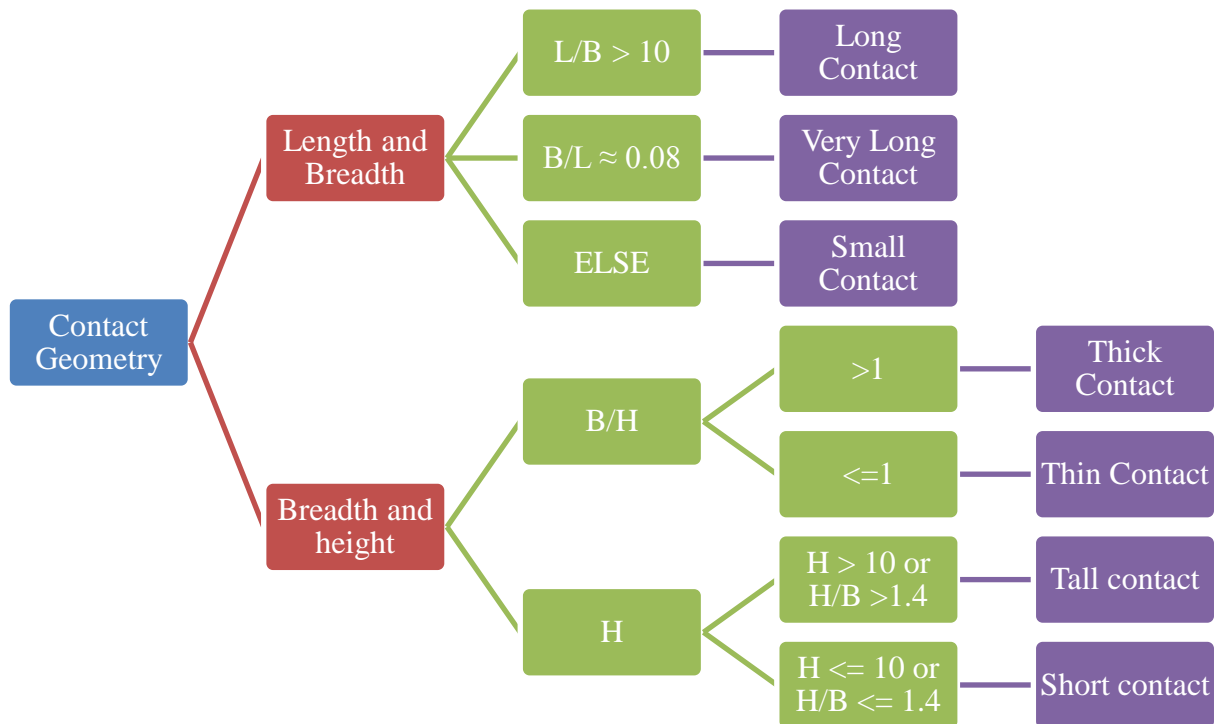 Contact
Geometry
Length and
Breadth
L/B > 10
Long
Contact
B/L ≈ 0.08
Very Long
Contact
ELSE
Small
Contact
Breadth and
height
B/H
>1
Thick
Contact
<=1
Thin Contact
H
H > 10 or
H/B >1.4
Tall contact
H <= 10 or
H/B <= 1.4
Short contact